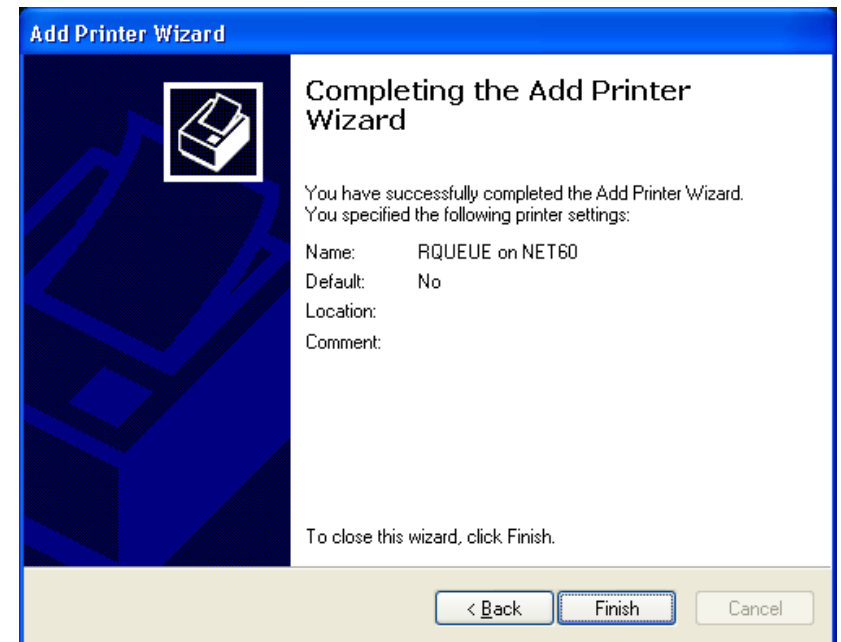 Add Printer Wizard
Completing the Add Printer
Wizard
You have successfully completed the Add Printer Wizard.
You specified the following printer settings:
Name: RQUEUE on NET60
Default: No
Location:
Comment:
To close this wizard, click Finish.
< Back Finish Cancel